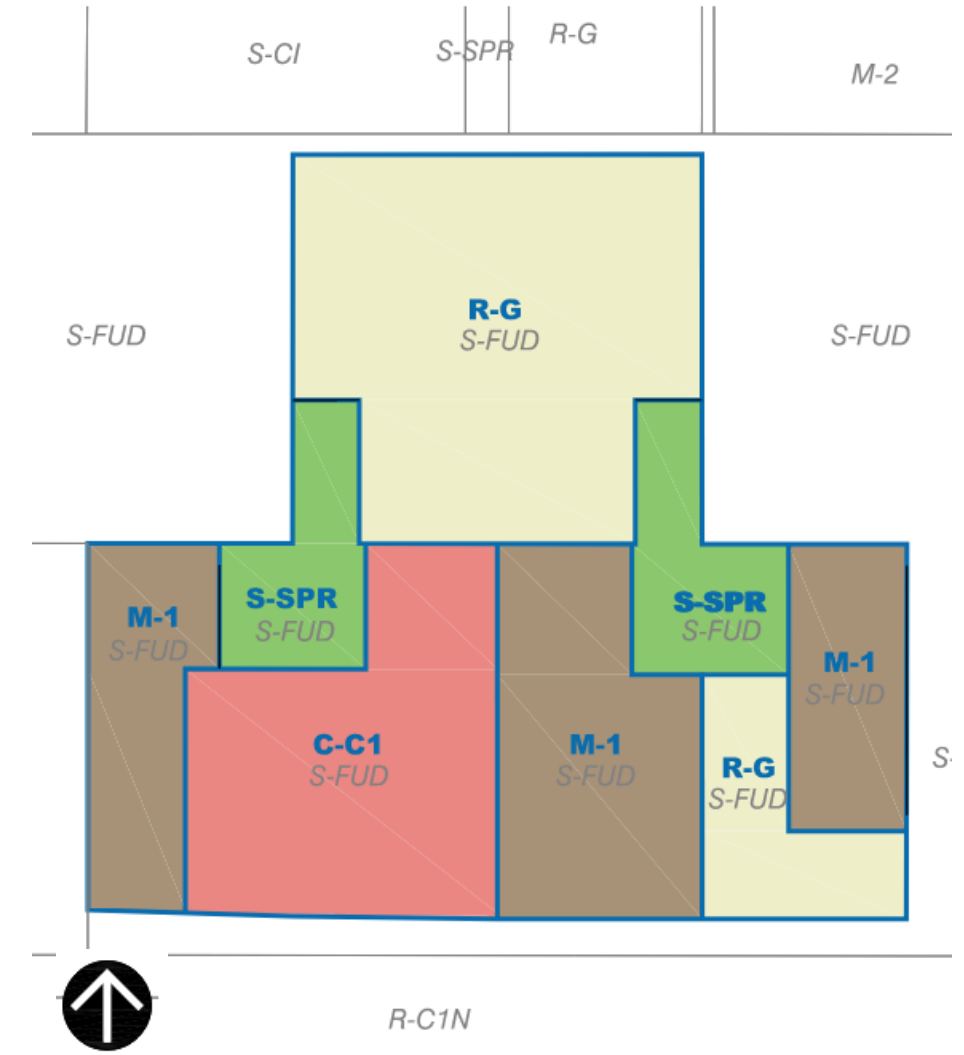 S-CI
S-SPR
R-G
M-2
R-G
S-FUD
S-FUD
S-FUD
M-1
S-FUD
S-SPR
S-FUD
S-SPR
S-FUD
M-1
S-FUD
C-C1
S-FUD
M-1
S-FUD
R-G
S-FUD
S-
R-C1N